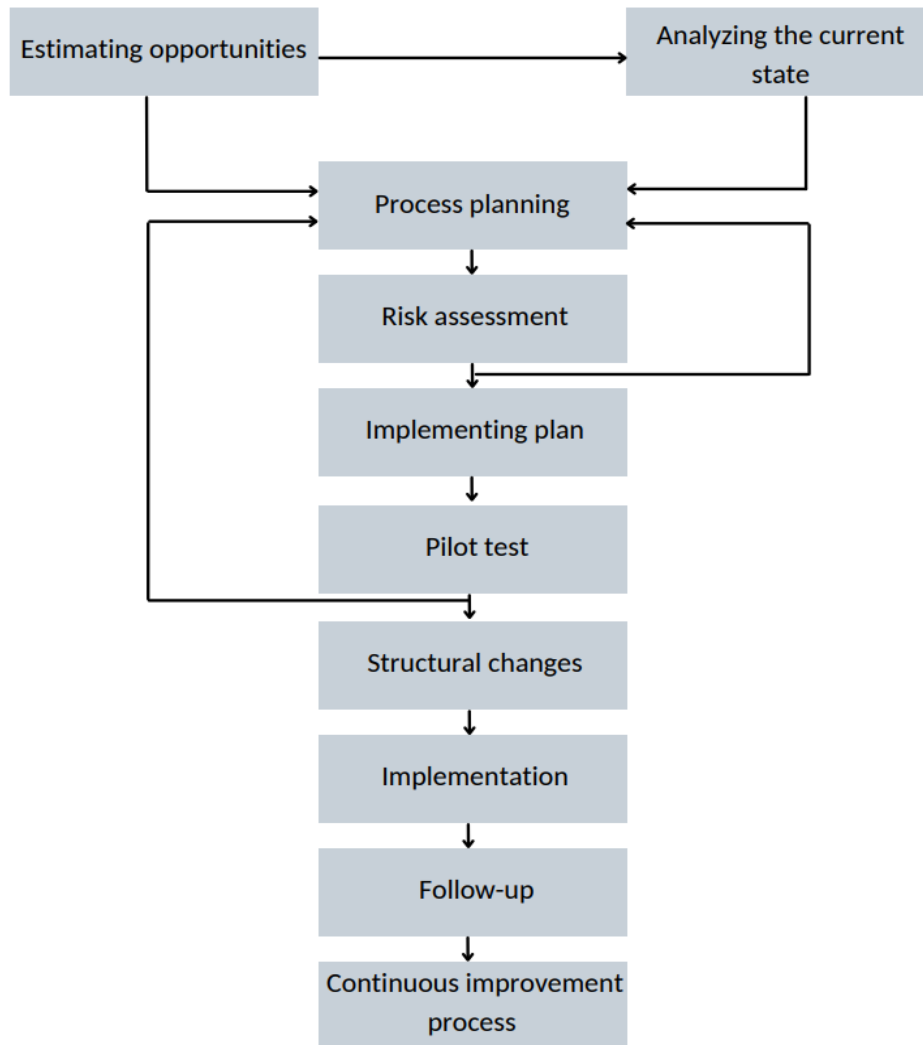 Estimating opportunities
Analyzing the current
state
Process planning
Risk assessment
Implementing plan
Pilot test
Structural changes
Implementation
Follow-up
Continuous improvement
process